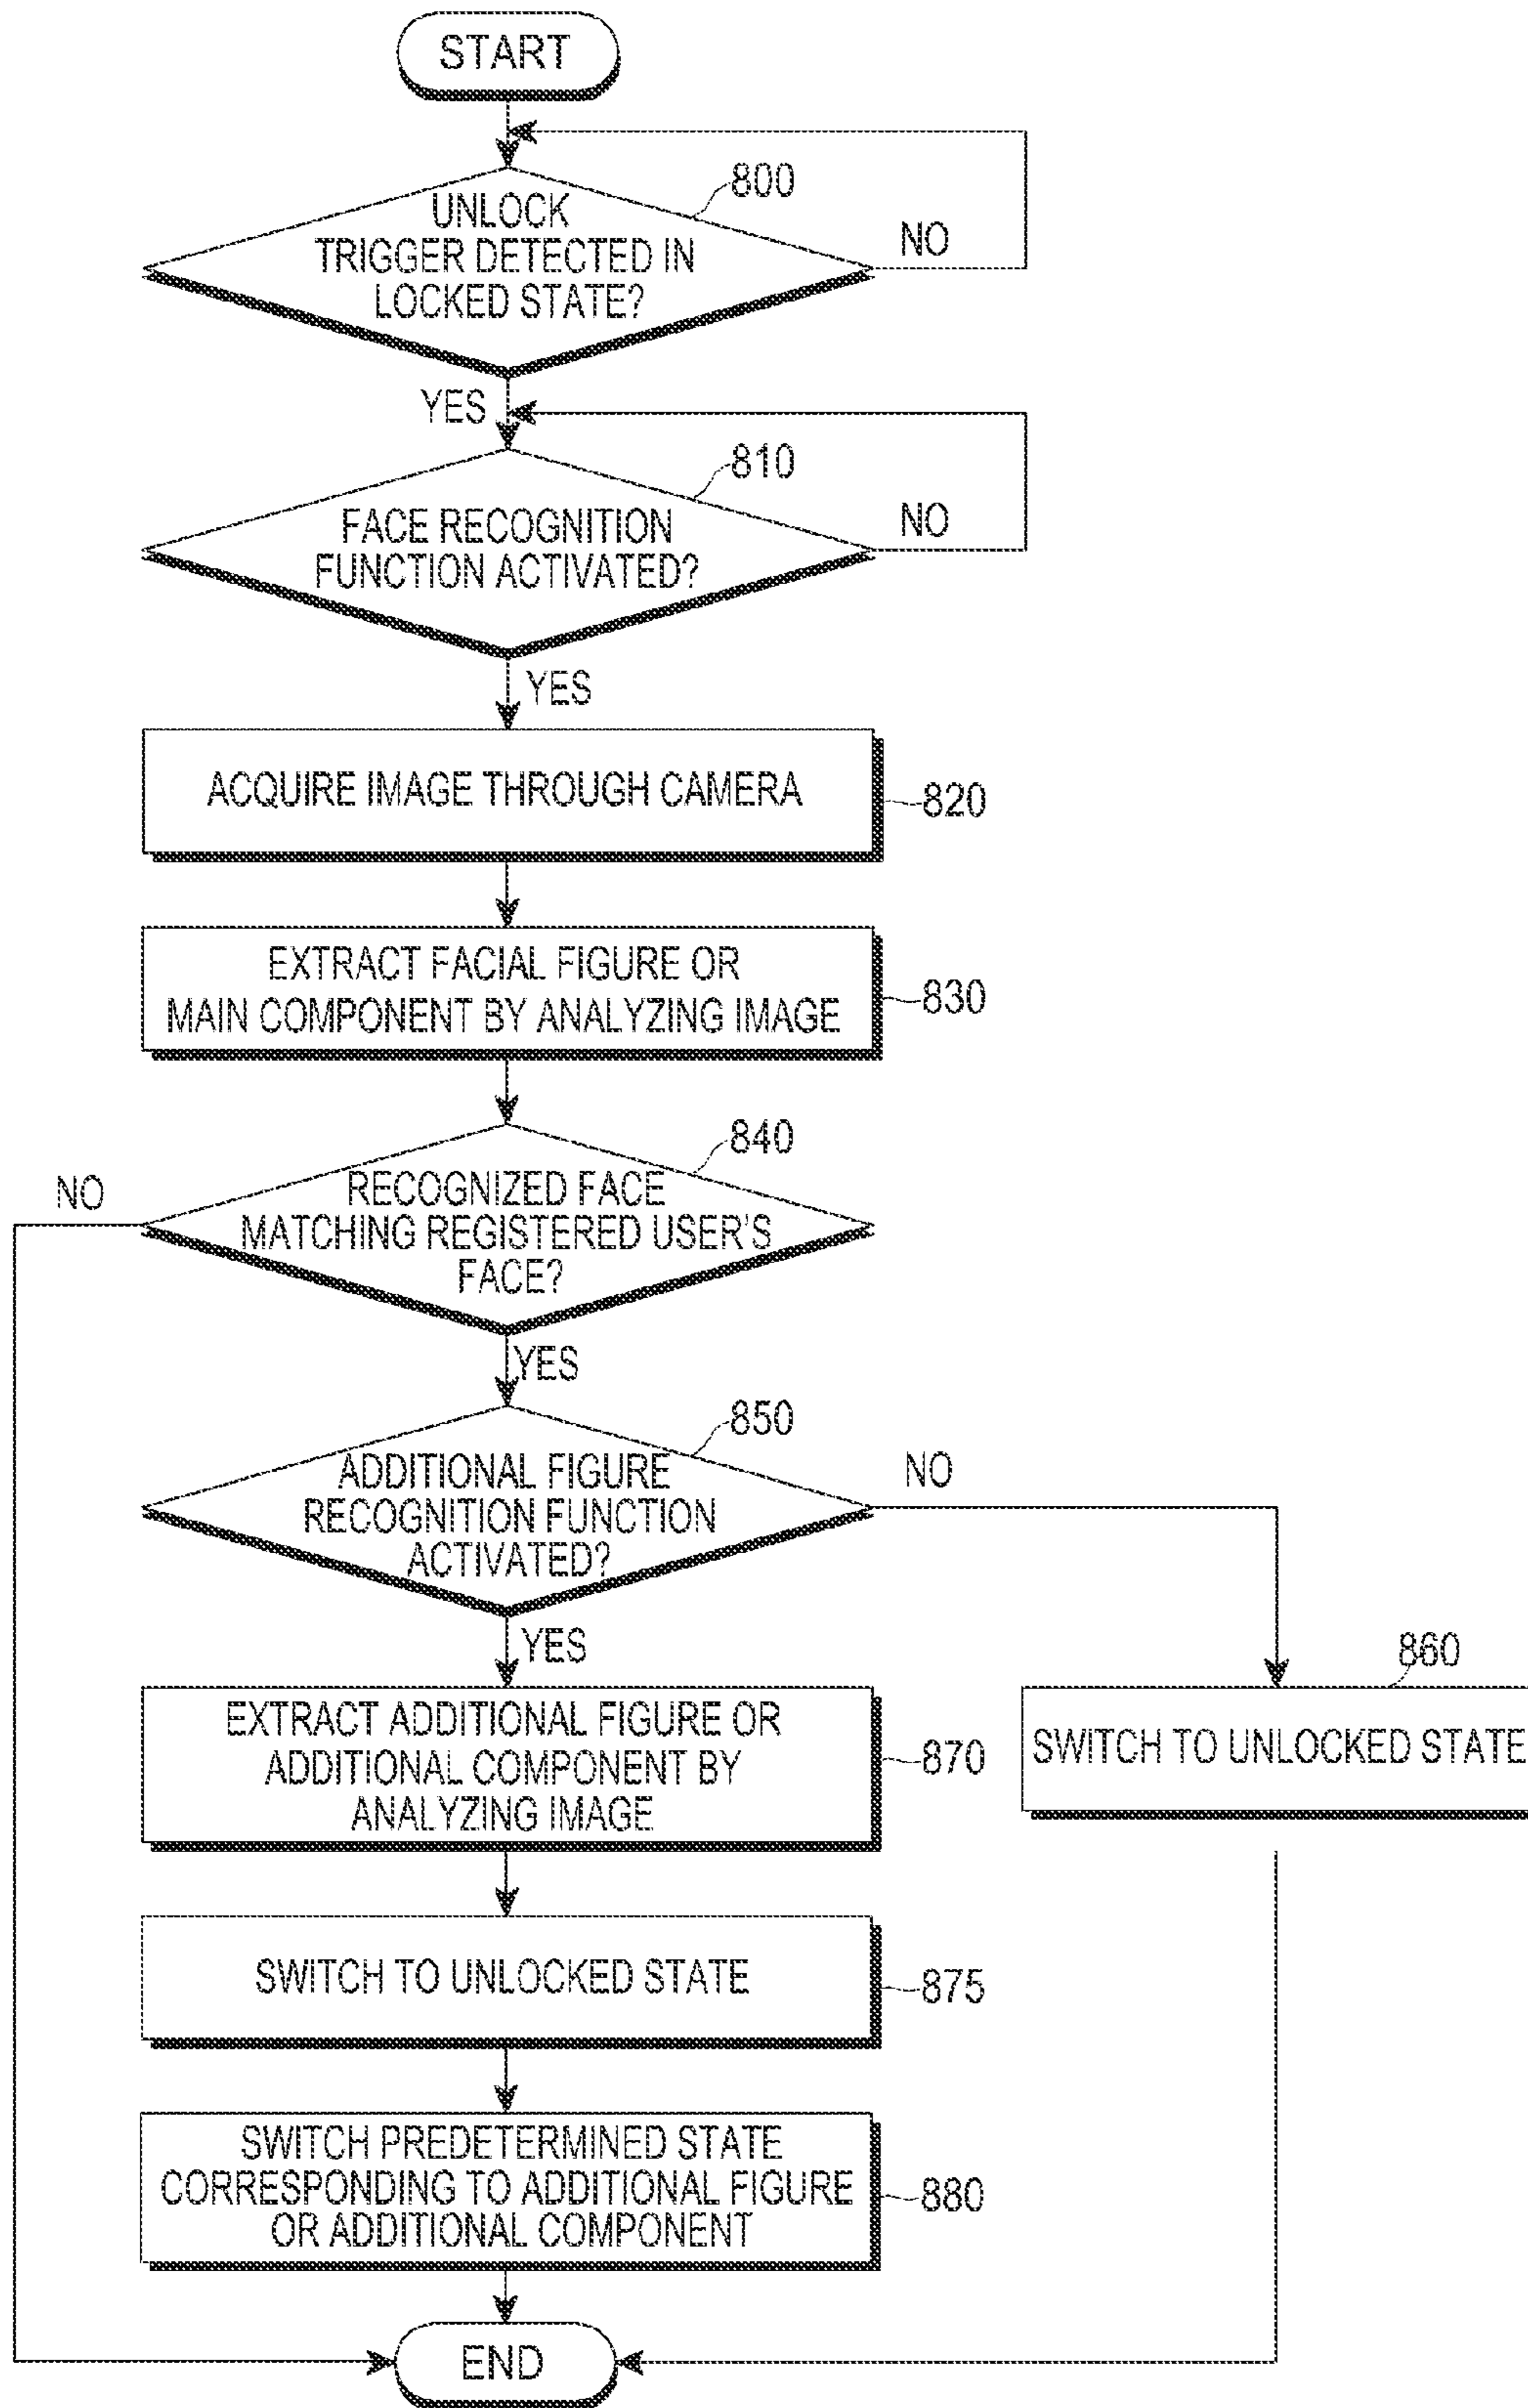 START
800
UNLOCK
TRIGGER DETECTED IN
LOCKED STATE?
NO
YES
810
FACE RECOGNITION
FUNCTION ACTIVATED?
NO
YES
ACQUIRE IMAGE THROUGH CAMERA
820
EXTRACT FACIAL FIGURE OR
MAIN COMPONENT BY ANALYZING IMAGE
830
840
NO
RECOGNIZED FACE
MATCHING REGISTERED USER'S
FACE?
YES
850
ADDITIONAL FIGURE
RECOGNITION FUNCTION
ACTIVATED?
NO
YES
860
SWITCH TO UNLOCKED STATE
EXTRACT ADDITIONAL FIGURE OR
ADDITIONAL COMPONENT BY
ANALYZING IMAGE
870
SWITCH TO UNLOCKED STATE
875
SWITCH PREDETERMINED STATE
CORRESPONDING TO ADDITIONAL FIGURE
OR ADDITIONAL COMPONENT
880
END